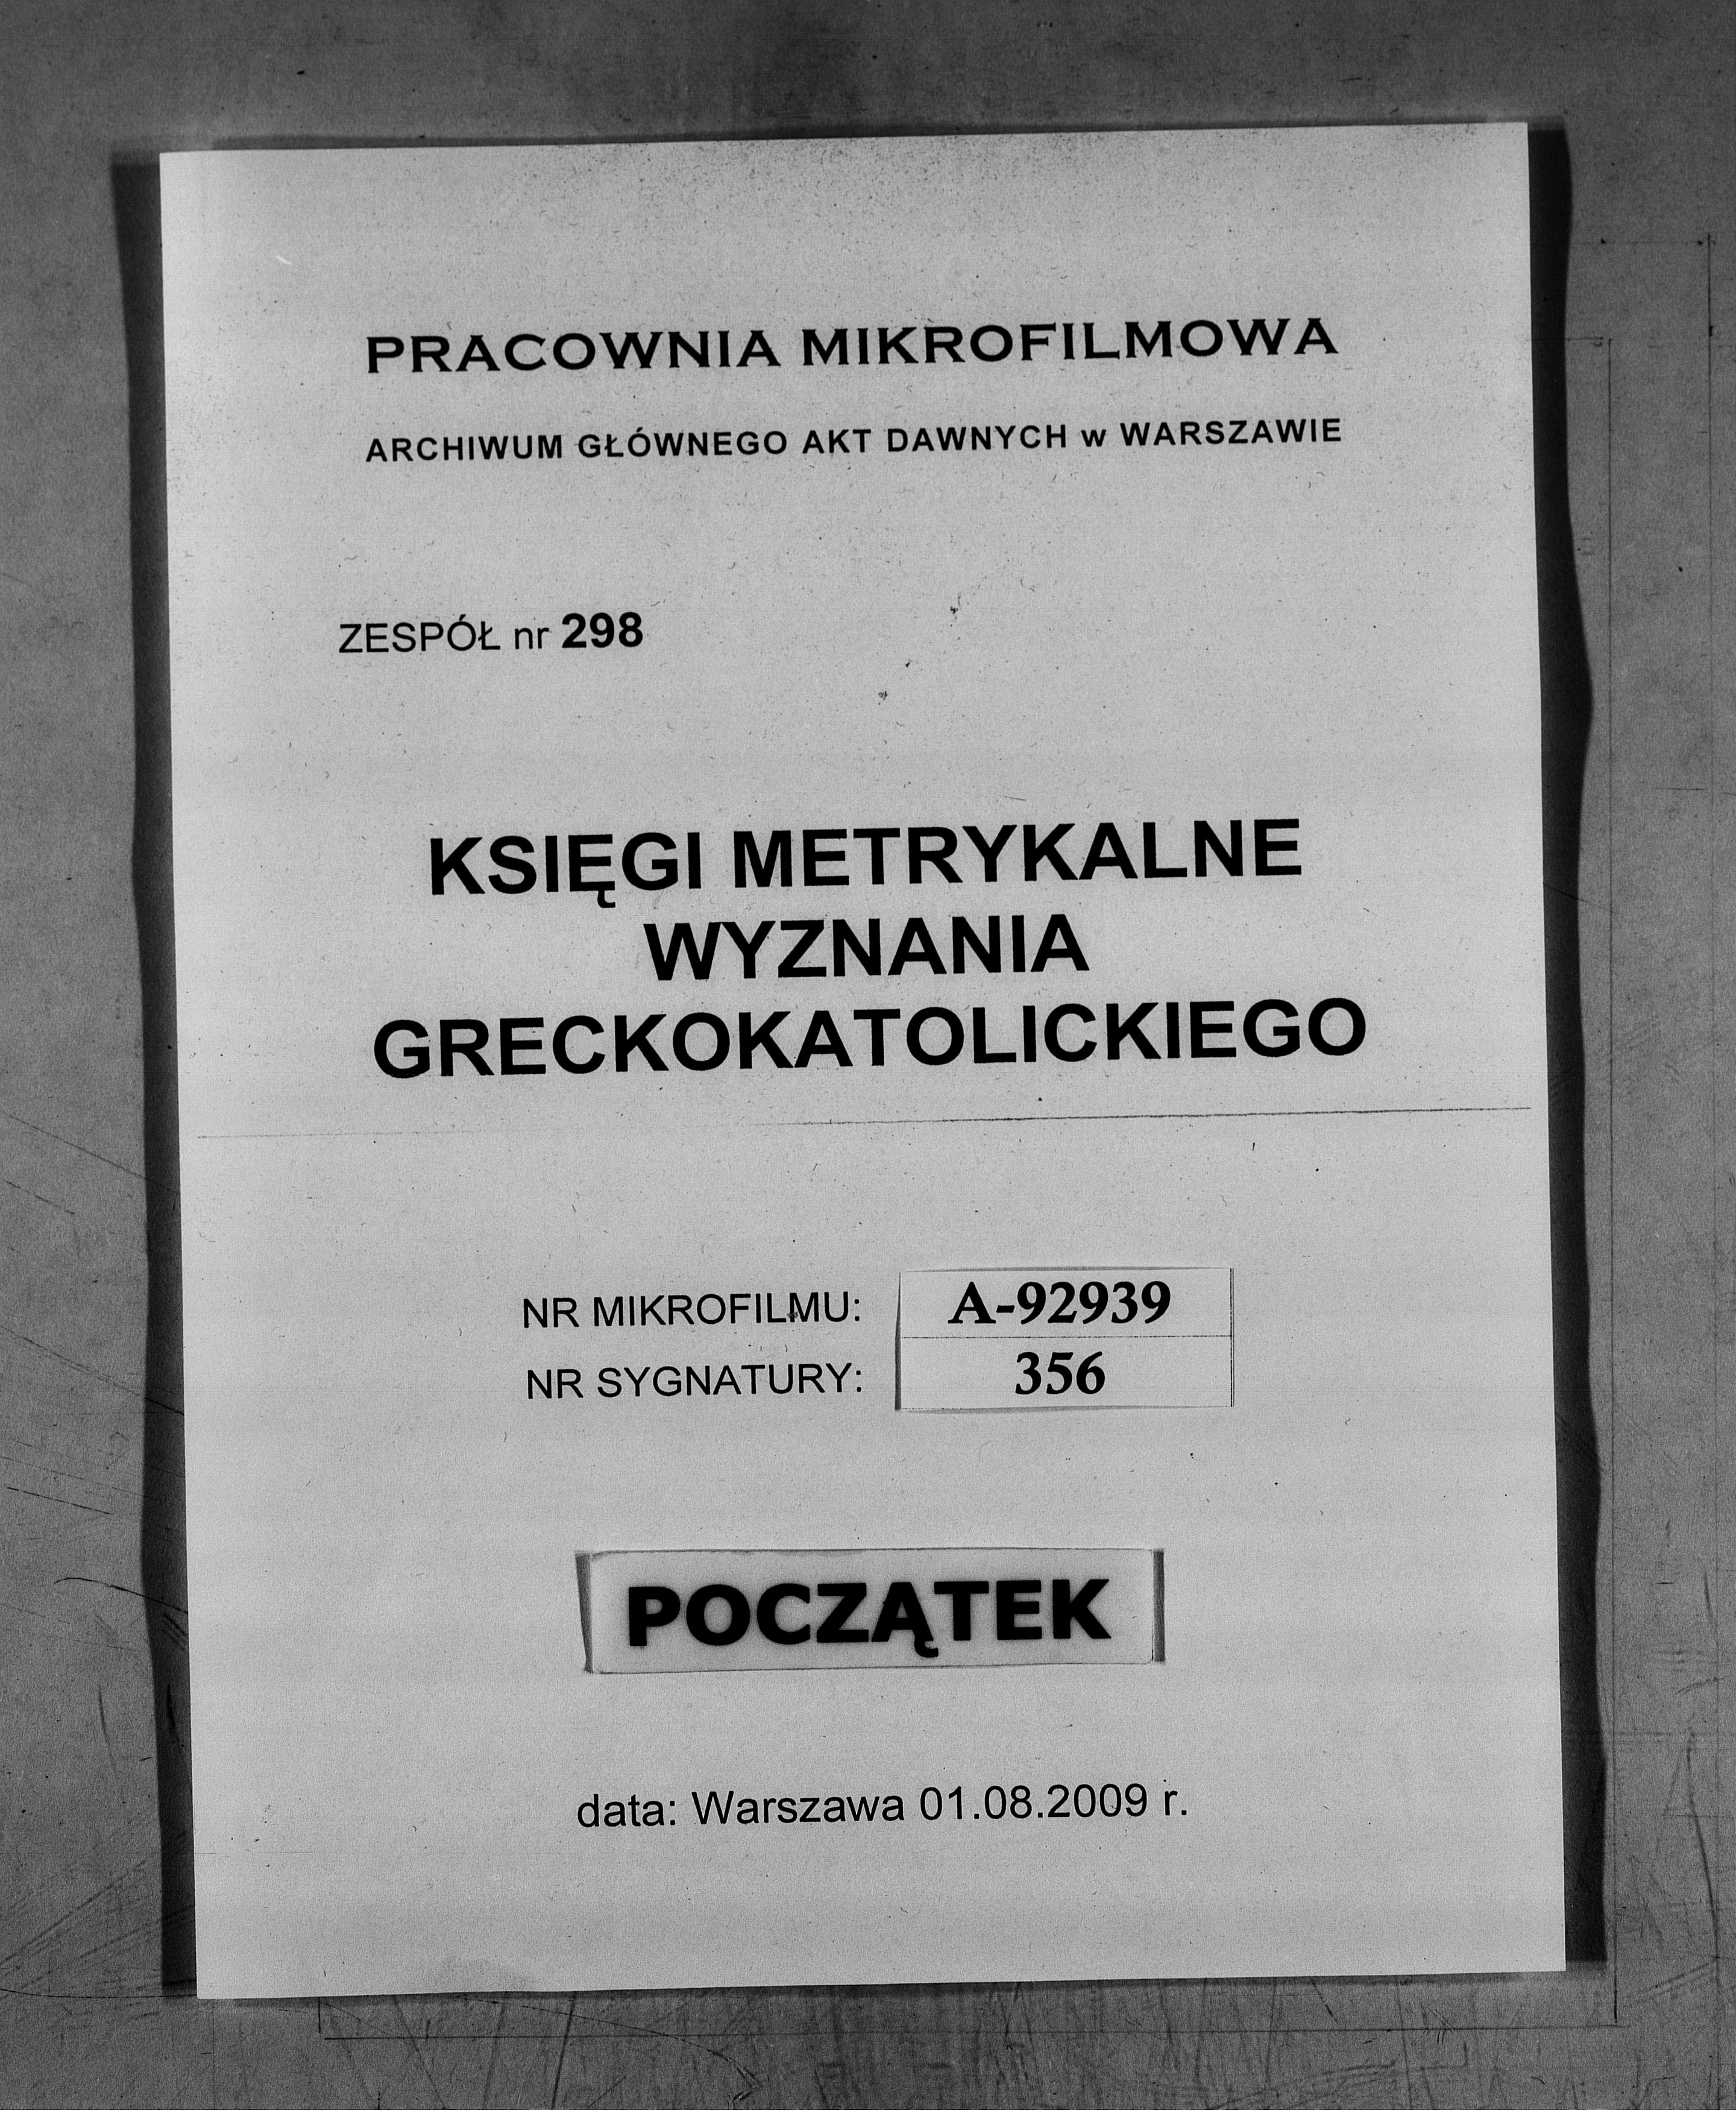 PRACOWNIA MIKROFILMOWA
ARCHIWUM GŁÓWNEGO AKT DAWNYCH w WARSZAWIE
ZESPÓŁ nr 298
KSIĘGI METRYKALNE
WYZNANIA
GRECKOKATOLICKIEGO
NR MIKROFILMU: A-92939
NR SYGNATURY: 356
POCZĄTEK
data: Warszawa 01.08.2009 r.